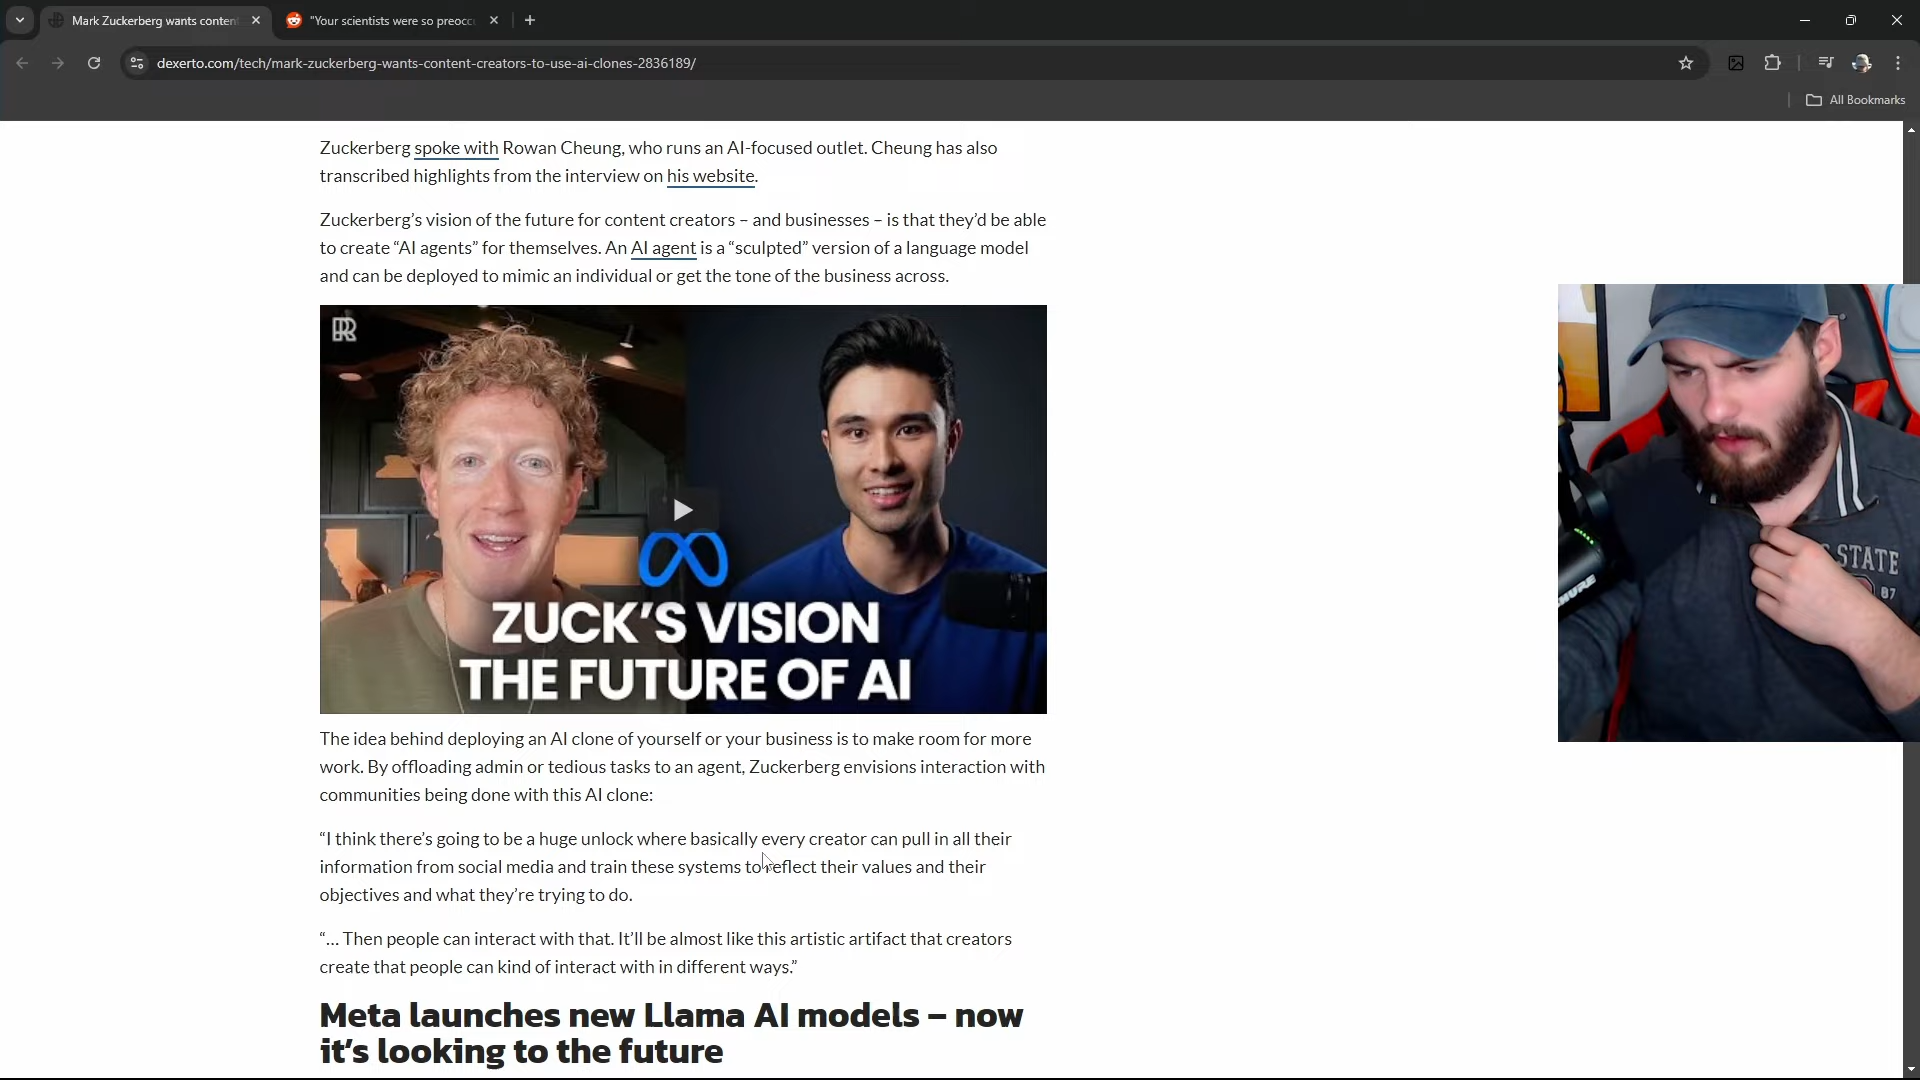 Mark Zuckerberg wants conten
"Your scientists were so preocc
dexerto.com/tech/mark-zuckerberg-wants-content-creators-to-use-ai-clones-2836189/
All Bookmarks
Zuckerberg spoke with Rowan Cheung, who runs an AI-focused outlet. Cheung has also
transcribed highlights from the interview on his website.
Zuckerberg’s vision of the future for content creators – and businesses – is that they’d be able
to create “AI agents” for themselves. An AI agent is a “sculpted” version of a language model
and can be deployed to mimic an individual or get the tone of the business across.
ZUCK’S VISION
THE FUTURE OF AI
STATE
87
SHURE
The idea behind deploying an AI clone of yourself or your business is to make room for more
work. By offloading admin or tedious tasks to an agent, Zuckerberg envisions interaction with
communities being done with this AI clone:
“I think there’s going to be a huge unlock where basically every creator can pull in all their
information from social media and train these systems to reflect their values and their
objectives and what they’re trying to do.
“… Then people can interact with that. It’ll be almost like this artistic artifact that creators
create that people can kind of interact with in different ways.”
Meta launches new Llama AI models – now
it’s looking to the future